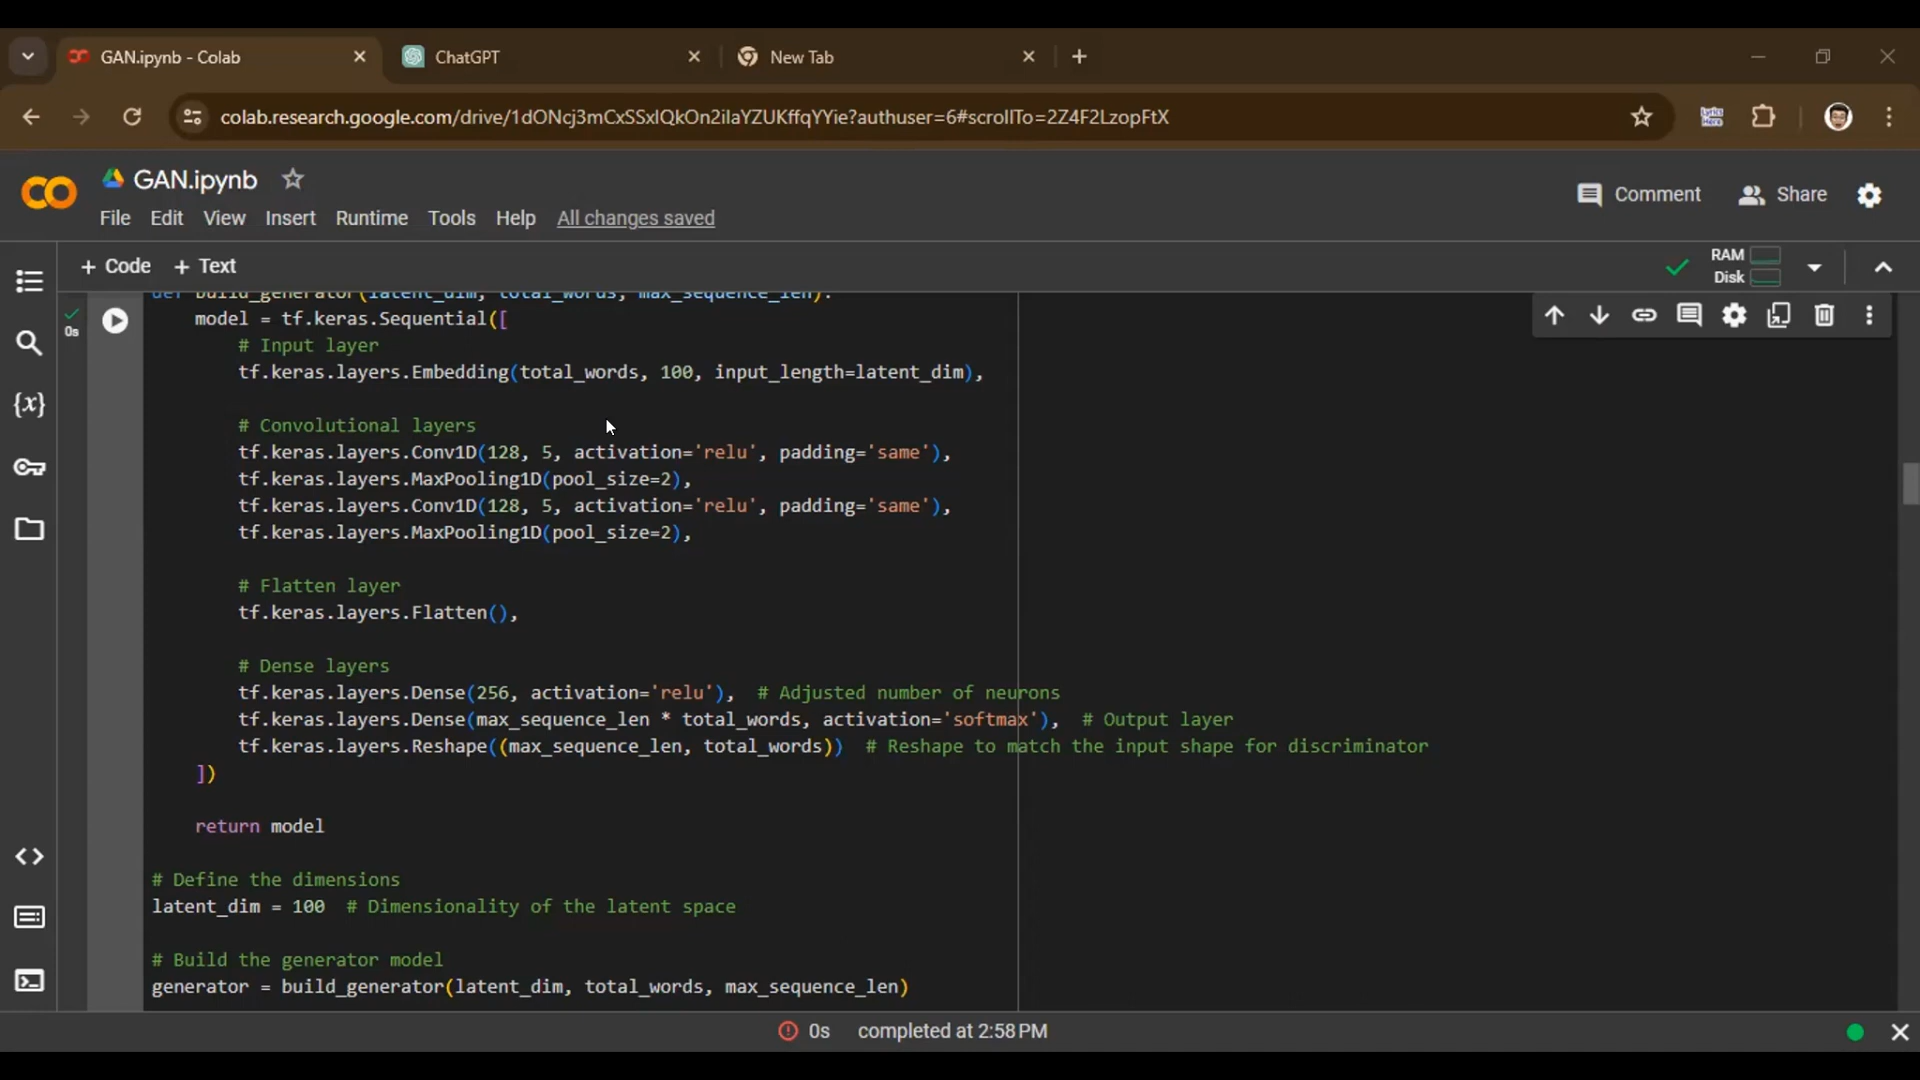 GAN.ipynb - Colab
ChatGPT
New Tab
colab.research.google.com/drive/1dONcj3mCxSSxlQkOn2ilaYZUKffqYYie?authuser=6#scrollTo=2Z4F2LzopFtX
GAN.ipynb
Comment
Share
File Edit View Insert Runtime Tools Help All changes saved
+ Code + Text
RAM
Disk
def build_generator(latent_dim, total_words, max_sequence_len):
0s
model = tf.keras.Sequential([
# Input layer
tf.keras.layers.Embedding(total_words, 100, input_length=latent_dim),
# Convolutional layers
tf.keras.layers.Conv1D(128, 5, activation='relu', padding='same'),
tf.keras.layers.MaxPooling1D(pool_size=2),
tf.keras.layers.Conv1D(128, 5, activation='relu', padding='same'),
tf.keras.layers.MaxPooling1D(pool_size=2),
# Flatten layer
tf.keras.layers.Flatten(),
# Dense layers
tf.keras.layers.Dense(256, activation='relu'),  # Adjusted number of neurons
tf.keras.layers.Dense(max_sequence_len * total_words, activation='softmax'),  # Output layer
tf.keras.layers.Reshape((max_sequence_len, total_words))  # Reshape to match the input shape for discriminator
])
return model
# Define the dimensions
latent_dim = 100  # Dimensionality of the latent space
# Build the generator model
generator = build_generator(latent_dim, total_words, max_sequence_len)
0s completed at 2:58 PM